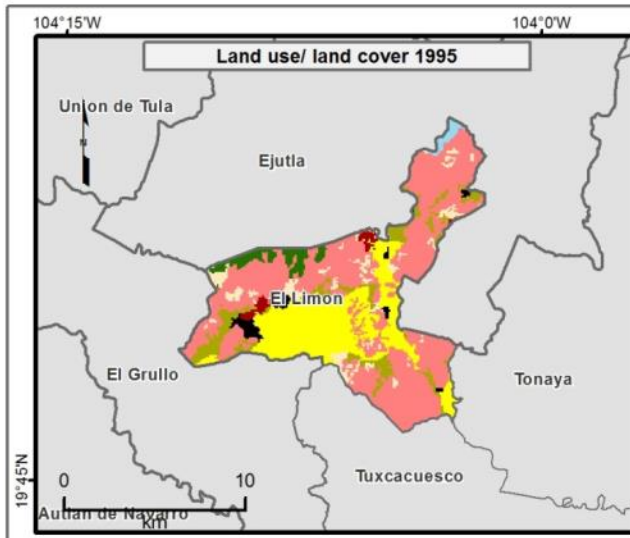 104°15'W
104°0'W
Land use/ land cover 1995
Union de Tula
N
Ejutla
El Limon
El Grullo
Tonaya
Tuxcacuesco
19°45'N
0 10
km
Autlan de Navarro